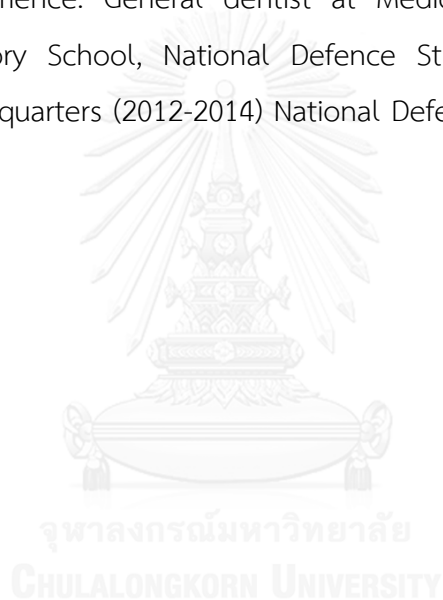 General dentist at Medic
ory School, National Defence St
quarters (2012-2014) National Defe
จุฬาลงกรณ์มหาวิทยาลัย
CHULALONGKORN UNIVERSITY